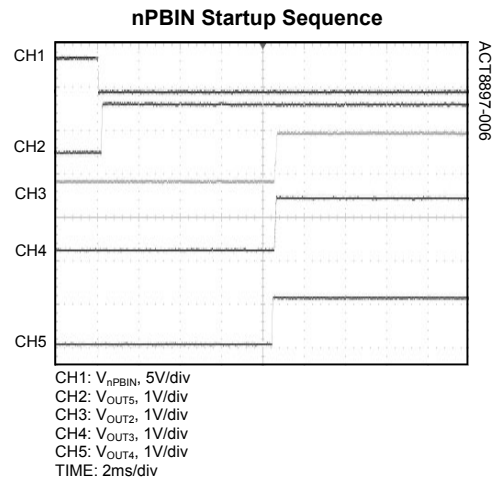 nPBIN Startup Sequence
CH1
CH2
CH3
CH4
CH5
ACT8897-006
CH1: VnPBIN, 5V/div
CH2: VOUT5, 1V/div
CH3: VOUT2, 1V/div
CH4: VOUT3, 1V/div
CH5: VOUT4, 1V/div
TIME: 2ms/div